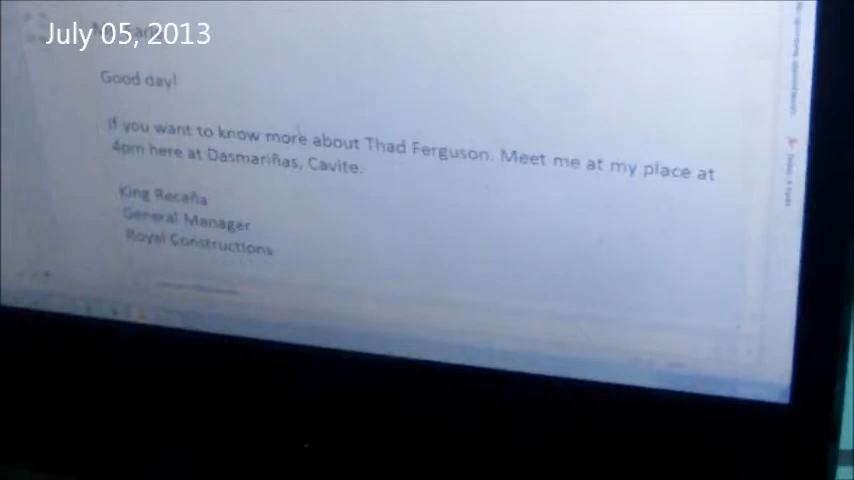 July 05, 2013
Good day!
If you want to know more about Thad Ferguson. Meet me at my place at
4pm here at Dasmariñas, Cavite.
King Recaña
General Manager
Royal Constructions